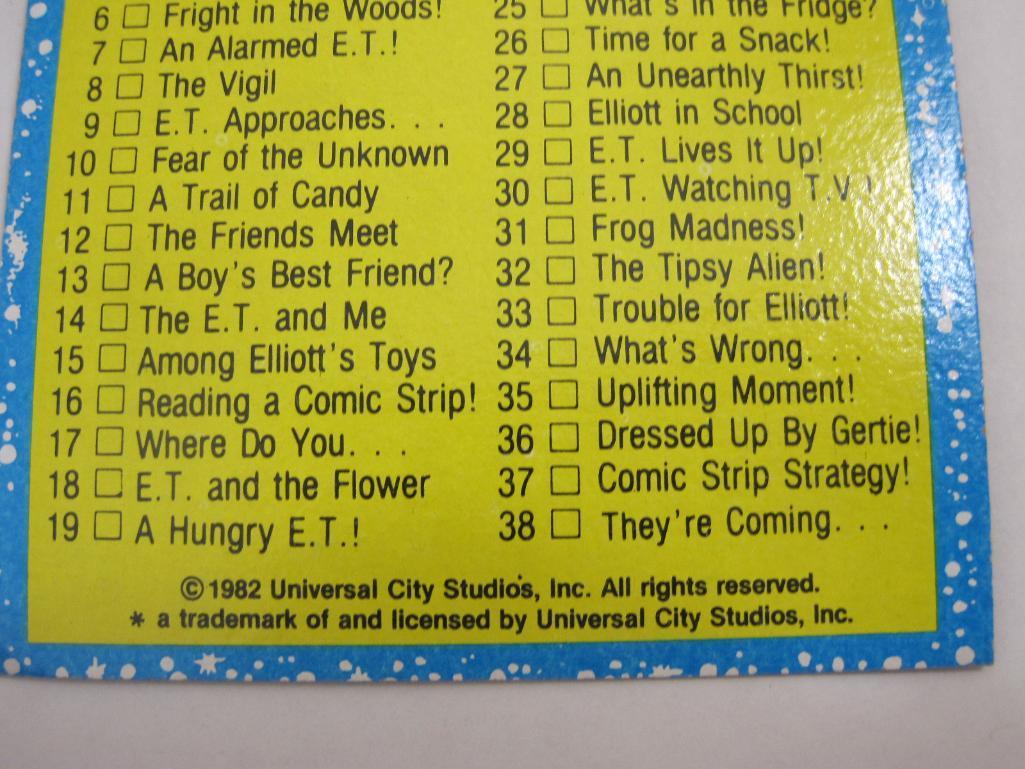 6 □ Fright in the Woods!
7 □ An Alarmed E.T.!
8 □ The Vigil
9 □ E.T. Approaches. . .
10 □ Fear of the Unknown
11 □ A Trail of Candy
12 □ The Friends Meet
13 □ A Boy's Best Friend?
14 □ The E.T. and Me
15 □ Among Elliott's Toys
16 □ Reading a Comic Strip!
17 □ Where Do You. . .
18 □ E.T. and the Flower
19 □ A Hungry E.T.!
25 □ What's in the Fridge?
26 □ Time for a Snack!
27 □ An Unearthly Thirst!
28 □ Elliott in School
29 □ E.T. Lives It Up!
30 □ E.T. Watching T.V.!
31 □ Frog Madness!
32 □ The Tipsy Alien!
33 □ Trouble for Elliott!
34 □ What's Wrong. . .
35 □ Uplifting Moment!
36 □ Dressed Up By Gertie!
37 □ Comic Strip Strategy!
38 □ They're Coming. . .
©1982 Universal City Studios, Inc. All rights reserved.
* a trademark of and licensed by Universal City Studios, Inc.